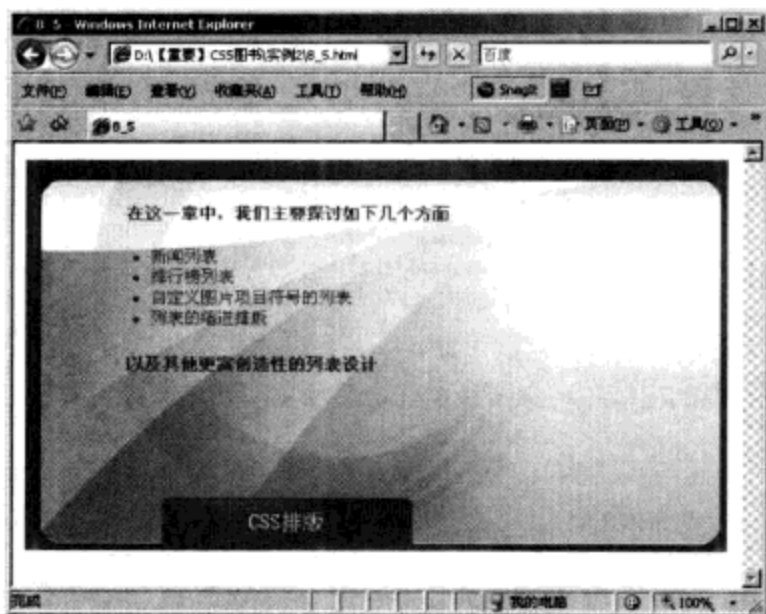 8_5 - Windows Internet Explorer
D:\【重要】CSS图书\实例2\8_5.html
百度
文件(F) 编辑(E) 查看(V) 收藏夹(A) 工具(T) 帮助(H) SnagIt
8_5 页面(P) 工具(O)
在这一章中，我们主要探讨如下几个方面
• 新闻列表
• 排行榜列表
• 自定义图片项目符号的列表
• 列表的缩进排版
以及其他更富创造性的列表设计
CSS排版
完成 我的电脑 100%